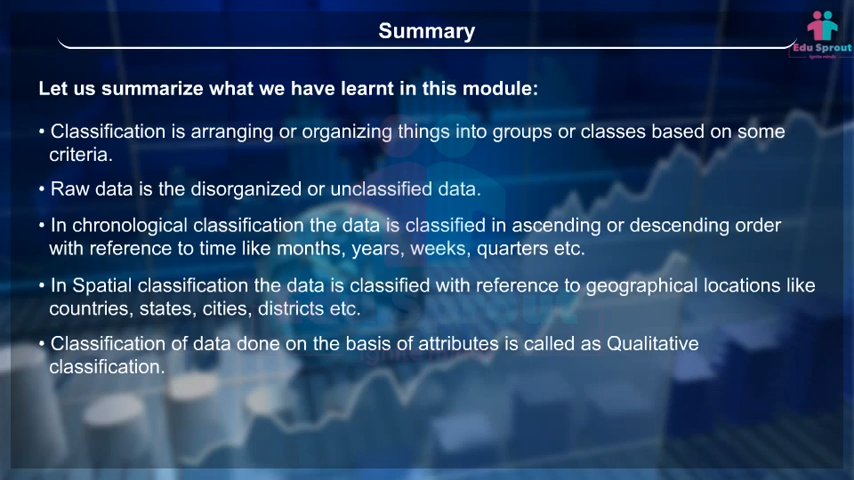 Summary
Edu Sprout
Ignite minds
Let us summarize what we have learnt in this module:
• Classification is arranging or organizing things into groups or classes based on some
criteria.
• Raw data is the disorganized or unclassified data.
• In chronological classification the data is classified in ascending or descending order
with reference to time like months, years, weeks, quarters etc.
• In Spatial classification the data is classified with reference to geographical locations like
countries, states, cities, districts etc.
• Classification of data done on the basis of attributes is called as Qualitative
classification.